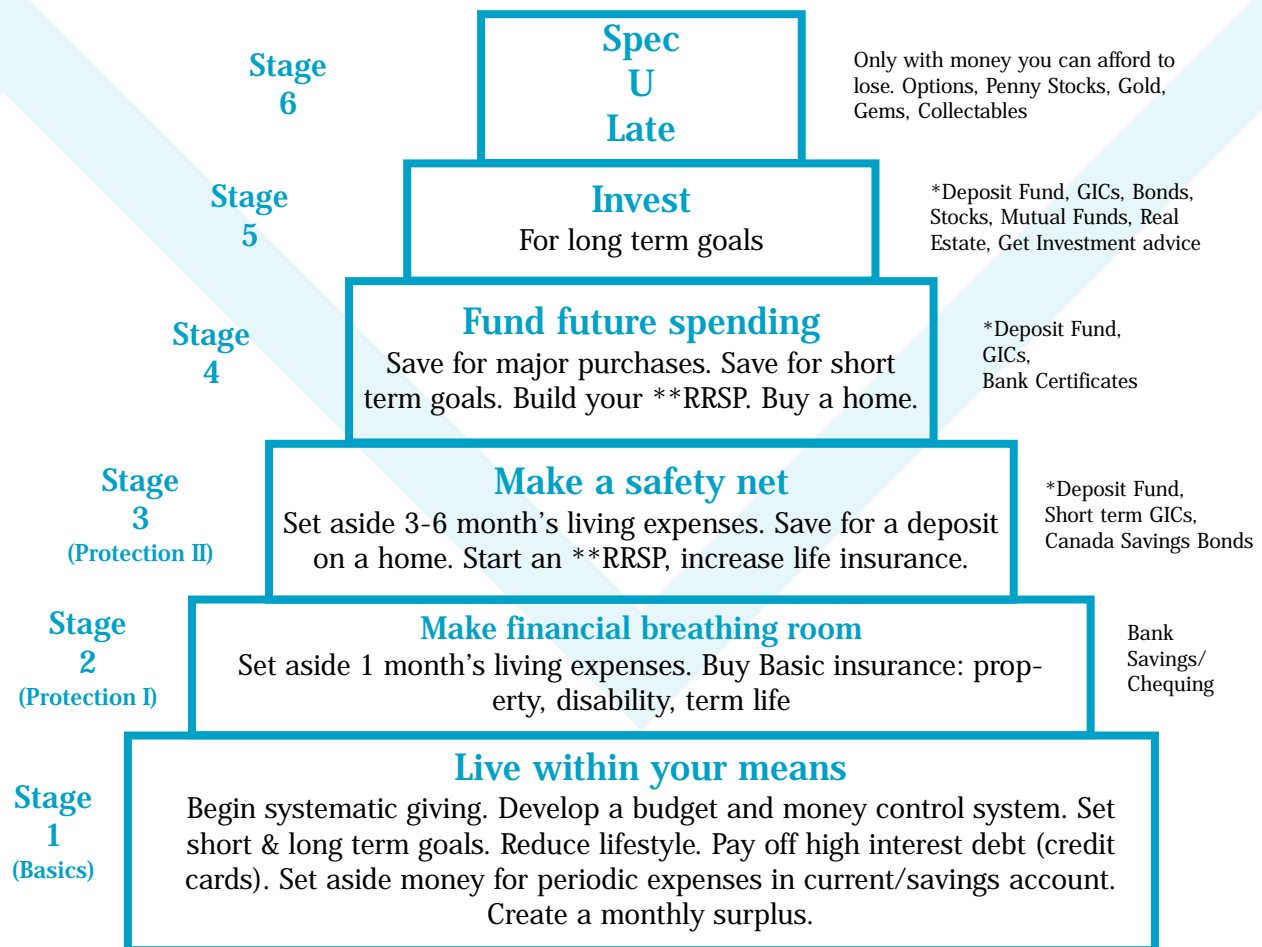 Stage
6
Spec
U
Late
Only with money you can afford to
lose. Options, Penny Stocks, Gold,
Gems, Collectables
Stage
5
Invest
For long term goals
*Deposit Fund, GICs, Bonds,
Stocks, Mutual Funds, Real
Estate, Get Investment advice
Stage
4
Fund future spending
Save for major purchases. Save for short
term goals. Build your **RRSP. Buy a home.
*Deposit Fund,
GICs,
Bank Certificates
Stage
3
(Protection II)
Make a safety net
Set aside 3-6 month’s living expenses. Save for a deposit
on a home. Start an **RRSP, increase life insurance.
*Deposit Fund,
Short term GICs,
Canada Savings Bonds
Stage
2
(Protection I)
Make financial breathing room
Set aside 1 month’s living expenses. Buy Basic insurance: prop-
erty, disability, term life
Bank
Savings/
Chequing
Stage
1
(Basics)
Live within your means
Begin systematic giving. Develop a budget and money control system. Set
short & long term goals. Reduce lifestyle. Pay off high interest debt (credit
cards). Set aside money for periodic expenses in current/savings account.
Create a monthly surplus.